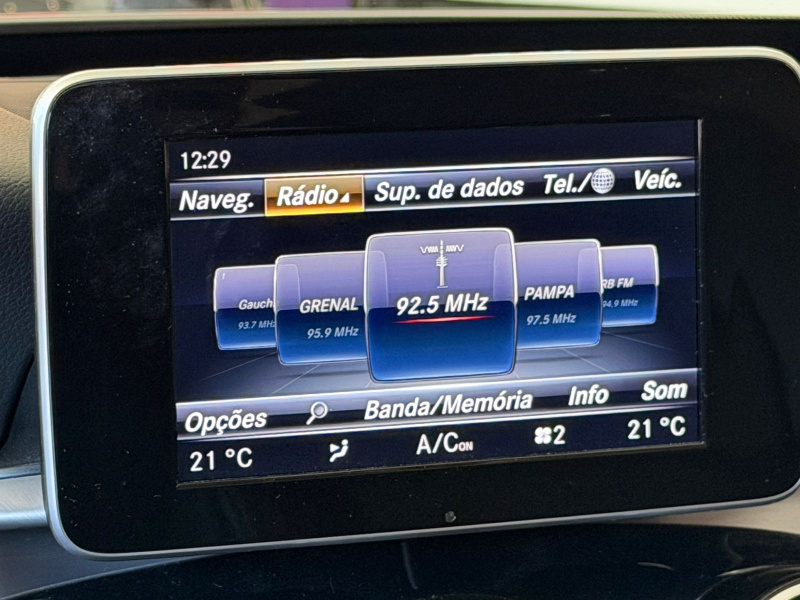 12:29
Naveg. Rádio Sup. de dados Tel./ Veíc.
Gauch GRENAL 92.5 MHz PAMPA RB FM
93.7 MHz 95.9 MHz 97.5 MHz 94.9 MHz
Opções Banda/Memória Info Som
21 °C A/C ON 2 21 °C